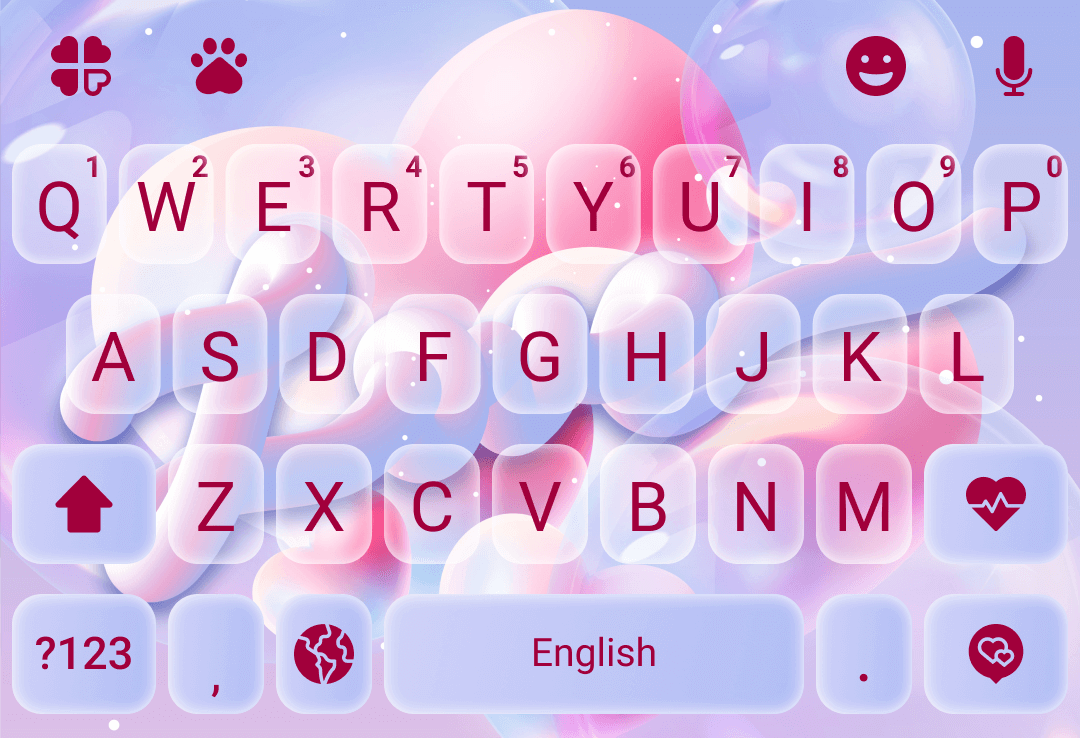 1 2 3 4 5 6 7 8 9 0
Q W E R T Y U I O P
A S D F G H J K L
Z X C V B N M
?123 , English .